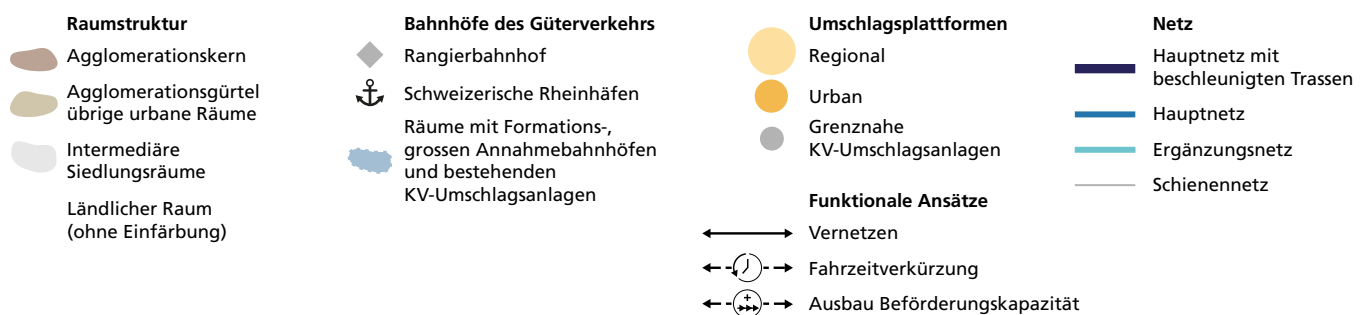 Raumstruktur
Agglomerationskern
Agglomerationsgürtel
übrige urbane Räume
Intermediäre
Siedlungsräume
Ländlicher Raum
(ohne Einfärbung)
Bahnhöfe des Güterverkehrs
Rangierbahnhof
Schweizerische Rheinhäfen
Räume mit Formations-,
grossen Annahmebahnhöfen
und bestehenden
KV-Umschlagsanlagen
Umschlagsplattformen
Regional
Urban
Grenznahe
KV-Umschlagsanlagen
Funktionale Ansätze
Vernetzen
Fahrzeitverkürzung
Ausbau Beförderungskapazität
Netz
Hauptnetz mit
beschleunigten Trassen
Hauptnetz
Ergänzungsnetz
Schienennetz